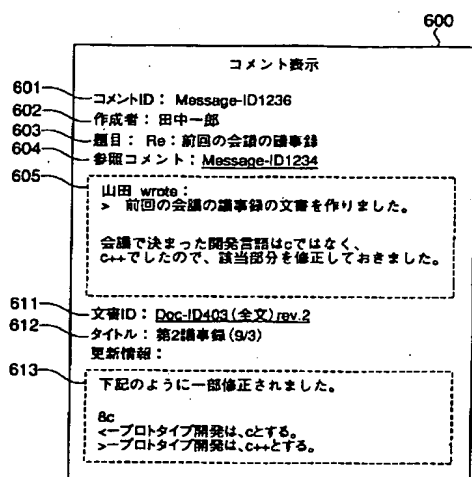 600
コメント表示
601 コメントID： Message-ID1236
602 作成者： 田中一郎
603 題目： Re：前回の会議の議事録
604 参照コメント： Message-ID1234
605
山田 wrote：
> 前回の会議の議事録の文書を作りました。
会議で決まった開発言語はcではなく、
c++でしたので、該当部分を修正しておきました。
611 文書ID： Doc-ID403（全文）rev.2
612 タイトル： 第2議事録（9/3）
更新情報：
613
下記のように一部修正されました。
8c
<ープロトタイプ開発は、cとする。
>ープロトタイプ開発は、c++とする。